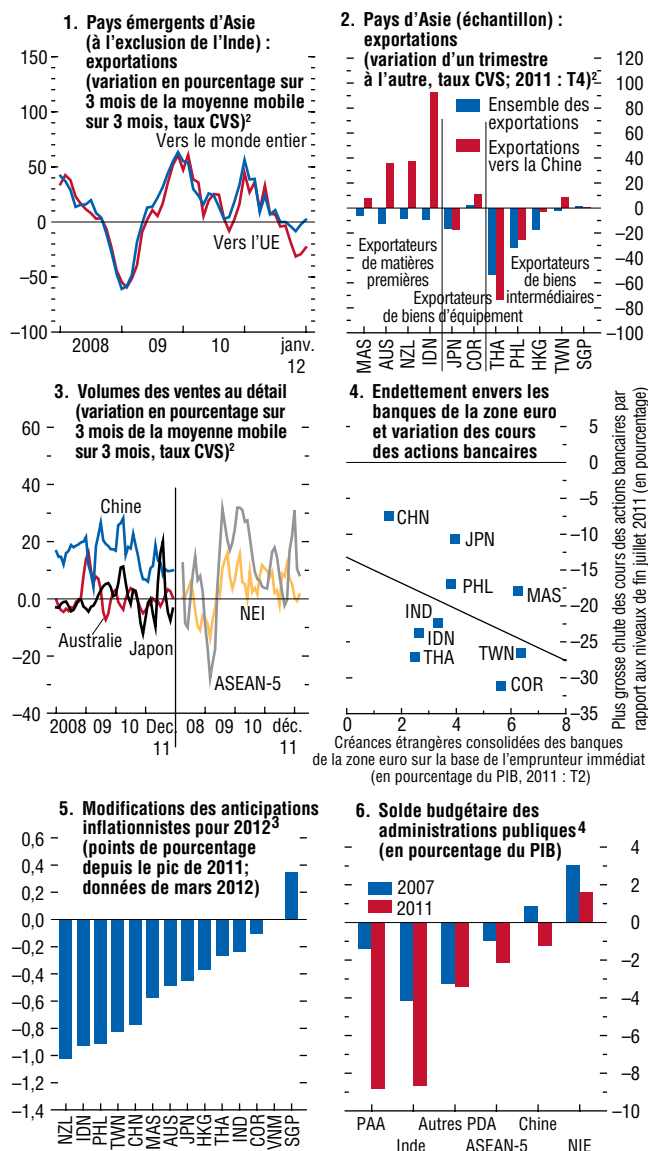 1. Pays émergents d'Asie
(à l'exclusion de l'Inde) :
exportations
(variation en pourcentage sur
3 mois de la moyenne mobile
sur 3 mois, taux CVS)²
150
100
50
0
–50
–100
Vers le monde entier
Vers l'UE
2008 09 10 janv.
12
2. Pays d'Asie (échantillon) :
exportations
(variation d'un trimestre
à l'autre, taux CVS; 2011 : T4)²
120
100
80
60
40
20
0
–20
–40
–60
–80
–100
Ensemble des
exportations
Exportations
vers la Chine
Exportateurs
de matières
premières
Exportateurs
de biens d'équipement
Exportateurs
de biens
intermédiaires
MAS AUS NZL IDN JPN COR THA PHL HKG TWN SGP
3. Volumes des ventes au détail
(variation en pourcentage sur
3 mois de la moyenne mobile
sur 3 mois, taux CVS)²
60
40
20
0.0
–20
–40
Chine
Australie
Japon
NEI
ASEAN-5
2008 09 10 Dec. 08 09 10 déc.
11 11
4. Endettement envers les
banques de la zone euro
et variation des cours
des actions bancaires
5
0
–5
–10
–15
–20
–25
–30
–35
CHN
JPN
PHL
MAS
IND
IDN
THA
TWN
COR
0 2 4 6 8
Créances étrangères consolidées des banques
de la zone euro sur la base de l'emprunteur immédiat
(en pourcentage du PIB, 2011 : T2)
Plus grosse chute des cours des actions bancaires par
rapport aux niveaux de fin juillet 2011 (en pourcentage)
5. Modifications des anticipations
inflationnistes pour 2012³
(points de pourcentage
depuis le pic de 2011;
données de mars 2012)
0,6
0,4
0,2
0,0
–0,2
–0,4
–0,6
–0,8
–1,0
–1,2
–1,4
NZL IDN PHL TWN CHN MAS AUS JPN HKG THA IND COR VNM SGP
6. Solde budgétaire des
administrations publiques⁴
(en pourcentage du PIB)
4
2
0
–2
–4
–6
–8
–10
2007
2011
PAA Autres PDA Chine
Inde ASEAN-5 NIE